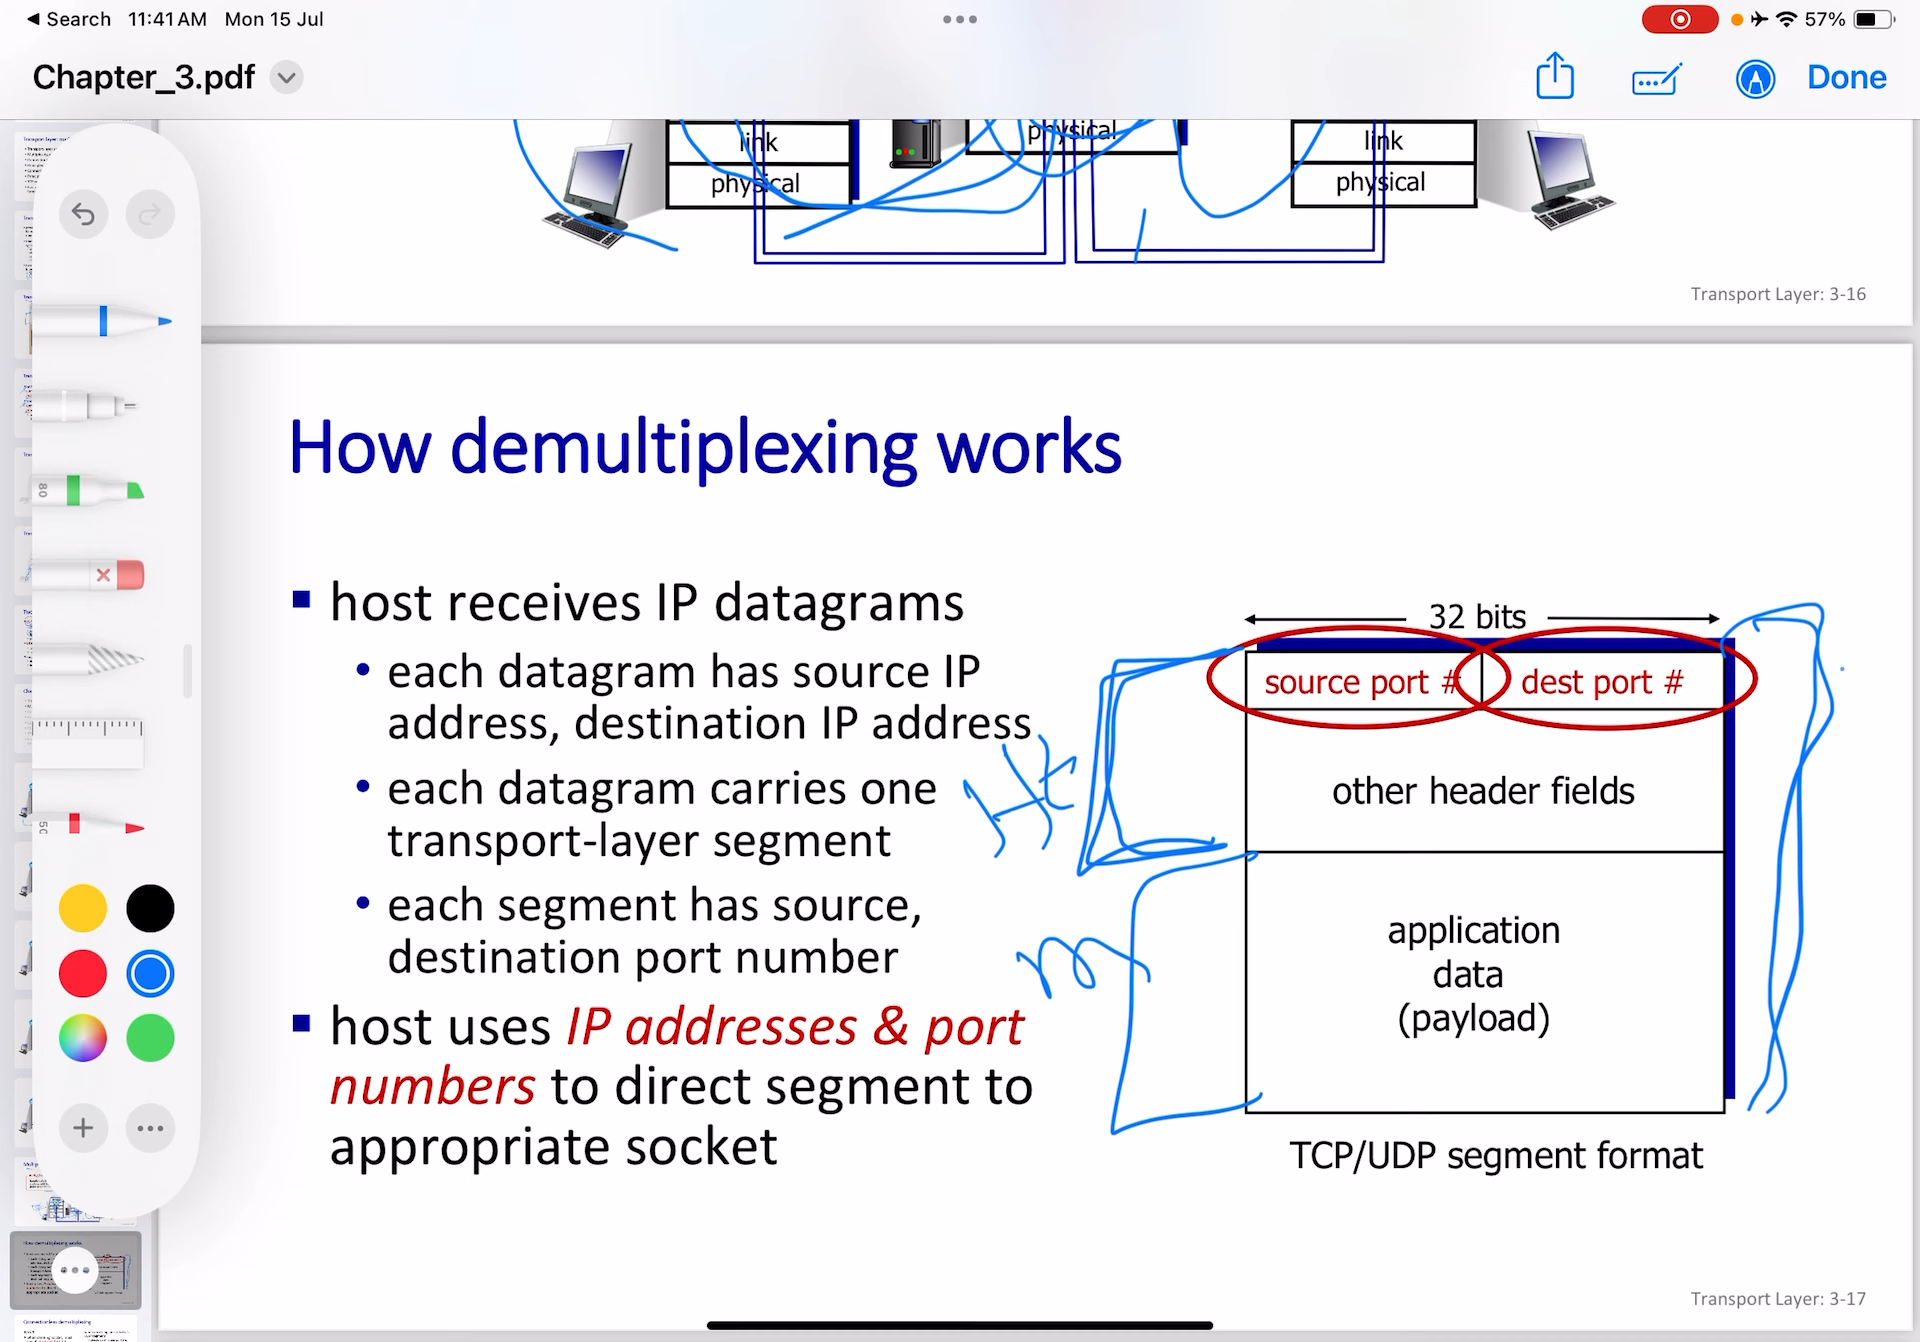 Search 11:41 AM Mon 15 Jul
57%
Chapter_3.pdf
Done
link
physical
physical
link
physical
Transport Layer: 3-16
How demultiplexing works
host receives IP datagrams
each datagram has source IP
address, destination IP address
each datagram carries one
transport-layer segment
each segment has source,
destination port number
host uses IP addresses & port
numbers to direct segment to
appropriate socket
32 bits
source port # dest port #
other header fields
application
data
(payload)
TCP/UDP segment format
Ht
m
80
Transport Layer: 3-17